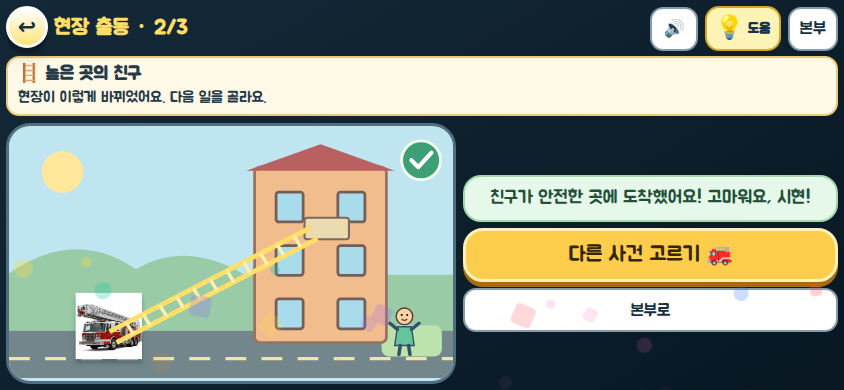 현장 출동 · 2/3
도움
본부
높은 곳의 친구
현장이 이렇게 바뀌었어요. 다음 일을 골라요.
친구가 안전한 곳에 도착했어요! 고마워요, 시현!
다른 사건 고르기
본부로